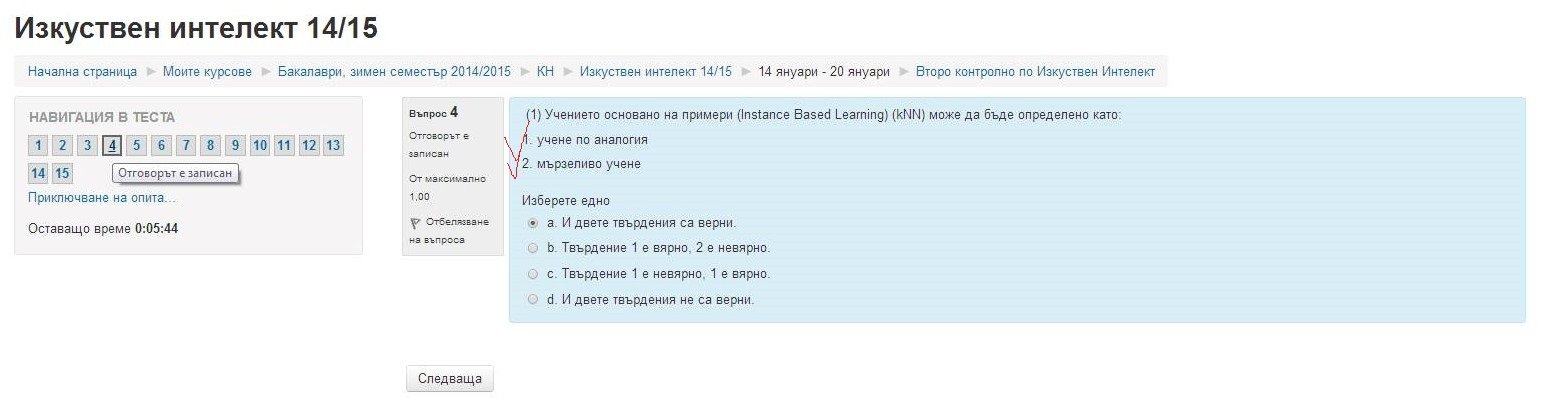 Изкуствен интелект 14/15
Начална страница ► Моите курсове ► Бакалаври, зимен семестър 2014/2015 ► КН ► Изкуствен интелект 14/15 ► 14 януари - 20 януари ► Второ контролно по Изкуствен Интелект
НАВИГАЦИЯ В ТЕСТА
1 2 3 4 5 6 7 8 9 10 11 12 13
14 15
Отговорът е записан
Приключване на опита...
Оставащо време 0:05:44
Въпрос 4
Отговорът е
записан
От максимално
1,00
Отбелязване
на въпроса
(1) Учението основано на примери (Instance Based Learning) (kNN) може да бъде определено като:
1. учене по аналогия
2. мързеливо учене
Изберете едно
a. И двете твърдения са верни.
b. Твърдение 1 е вярно, 2 е невярно.
c. Твърдение 1 е невярно, 1 е вярно.
d. И двете твърдения не са верни.
Следваща